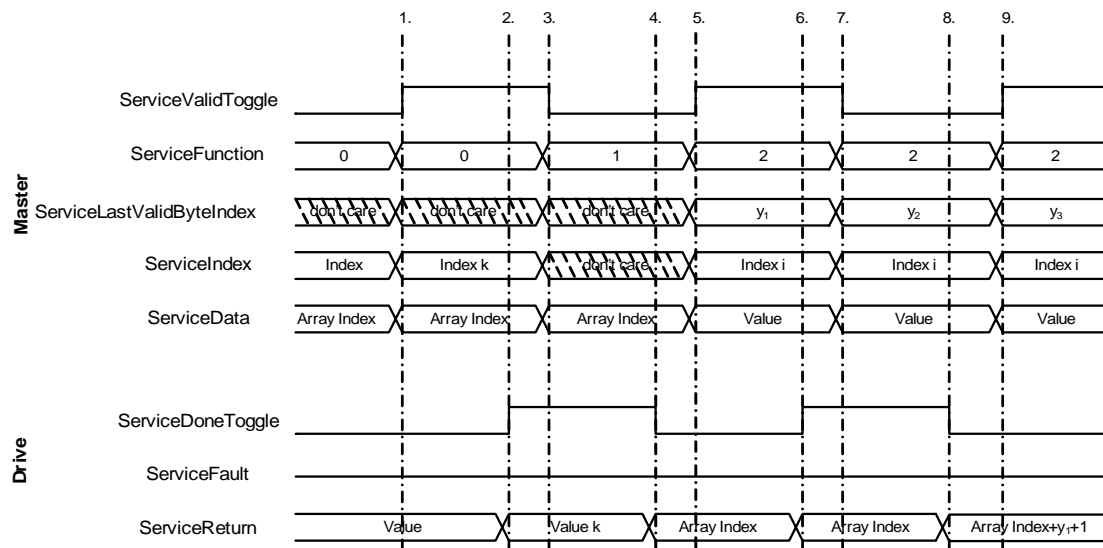 1. 2. 3. 4. 5. 6. 7. 8. 9.
ServiceValidToggle
ServiceFunction 0 0 1 2 2 2
ServiceLastValidByteIndex don't care don't care don't care y₁ y₂ y₃
ServiceIndex Index Index k don't care Index i Index i Index i
ServiceData Array Index Array Index Array Index Value Value Value
Master
ServiceDoneToggle
ServiceFault
ServiceReturn Value Value k Array Index Array Index Array Index+y₁+1
Drive